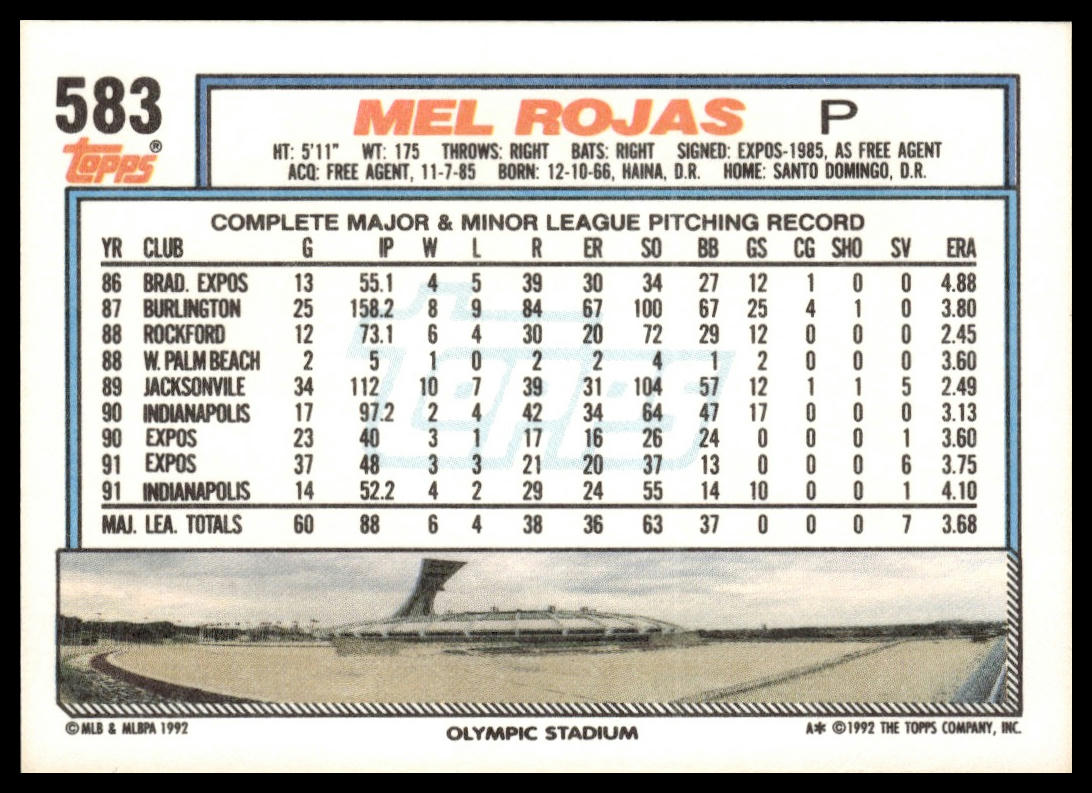 583
Topps®
MEL ROJAS P
HT: 5'11" WT: 175 THROWS: RIGHT BATS: RIGHT SIGNED: EXPOS-1985, AS FREE AGENT
ACQ: FREE AGENT, 11-7-85 BORN: 12-10-66, HAINA, D.R. HOME: SANTO DOMINGO, D.R.
COMPLETE MAJOR & MINOR LEAGUE PITCHING RECORD
YR CLUB G IP W L R ER SO BB GS CG SHO SV ERA
86 BRAD. EXPOS 13 55.1 4 5 39 30 34 27 12 1 0 0 4.88
87 BURLINGTON 25 158.2 8 9 84 67 100 67 25 4 1 0 3.80
88 ROCKFORD 12 73.1 6 4 30 20 72 29 12 0 0 0 2.45
88 W. PALM BEACH 2 5 1 0 2 2 4 1 2 0 0 0 3.60
89 JACKSONVILE 34 112 10 7 39 31 104 57 12 1 1 5 2.49
90 INDIANAPOLIS 17 97.2 2 4 42 34 64 47 17 0 0 0 3.13
90 EXPOS 23 40 3 1 17 16 26 24 0 0 0 1 3.60
91 EXPOS 37 48 3 3 21 20 37 13 0 0 0 6 3.75
91 INDIANAPOLIS 14 52.2 4 2 29 24 55 14 10 0 0 1 4.10
MAJ. LEA. TOTALS 60 88 6 4 38 36 63 37 0 0 0 7 3.68
Topps
© MLB & MLBPA 1992 OLYMPIC STADIUM A* © 1992 THE TOPPS COMPANY, INC.